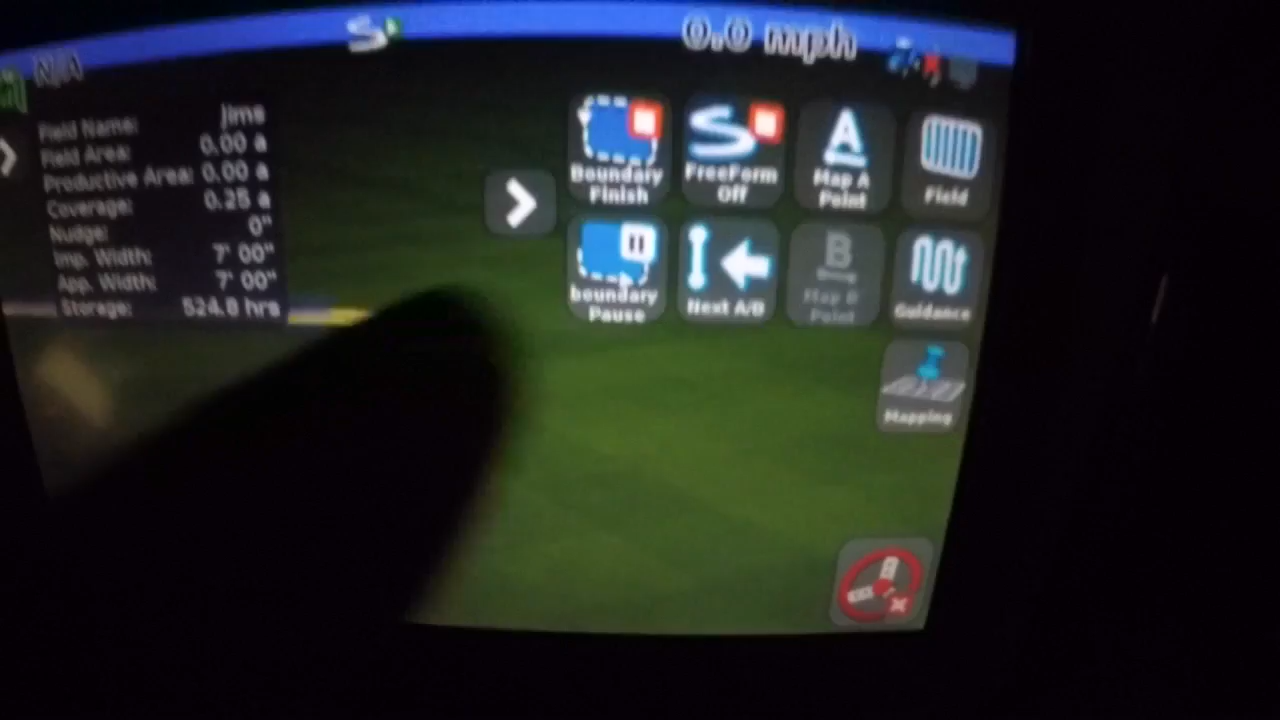 0.0 mph
N/A
Field Name: Jims
Field Area: 0.00 a
Productive Area: 0.00 a
Coverage: 0.25 a
Nudge: 0"
Imp. Width: 7' 00"
App. Width: 7' 00"
Storage: 524.8 hrs
Boundary
Finish
FreeForm
Off
Map A
Point
Field
boundary
Pause
Next A/B
Map B
Point
Guidance
Mapping